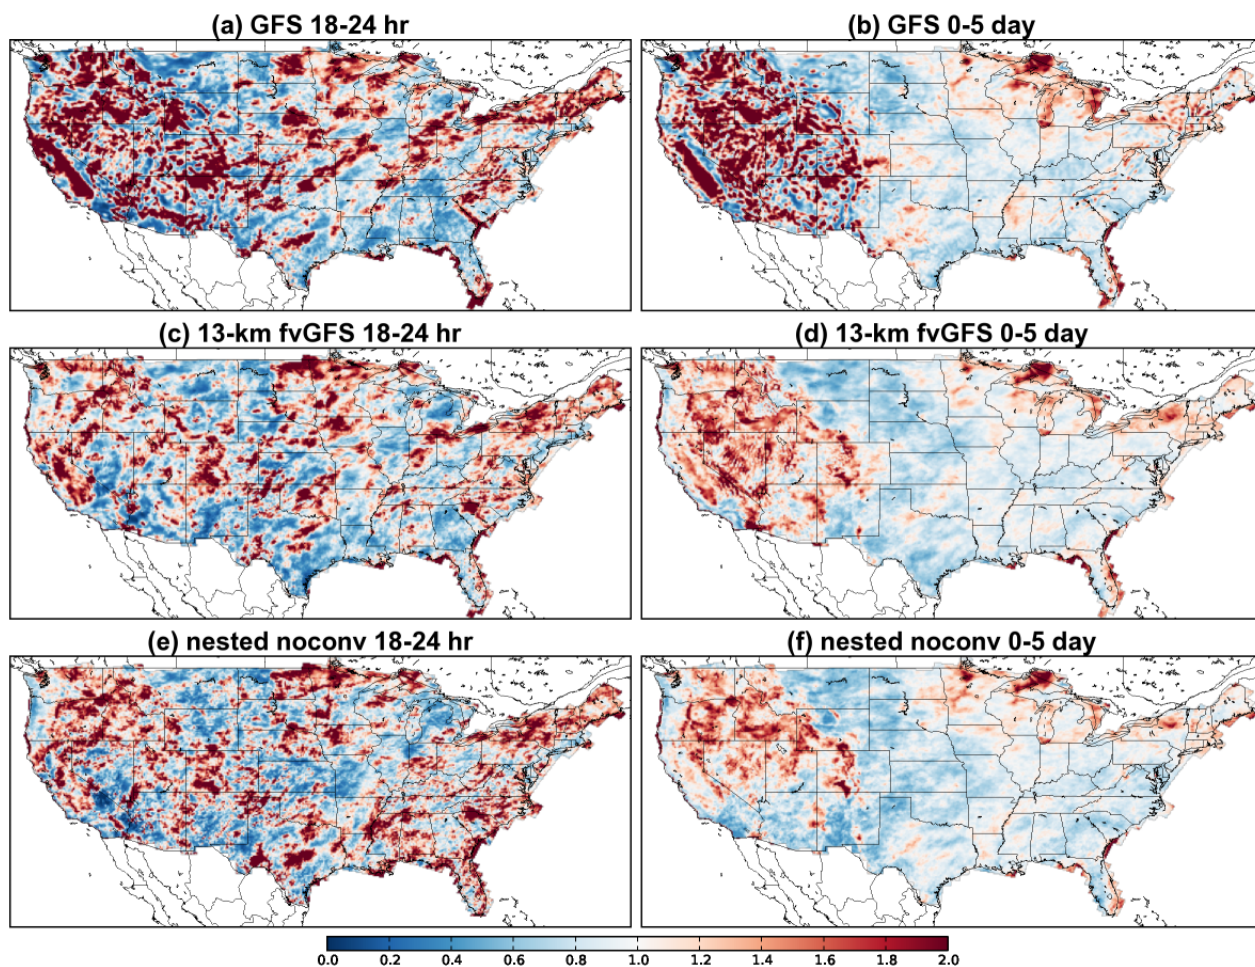 (a) GFS 18-24 hr
(b) GFS 0-5 day
(c) 13-km fvGFS 18-24 hr
(d) 13-km fvGFS 0-5 day
(e) nested noconv 18-24 hr
(f) nested noconv 0-5 day
0.0 0.2 0.4 0.6 0.8 1.0 1.2 1.4 1.6 1.8 2.0